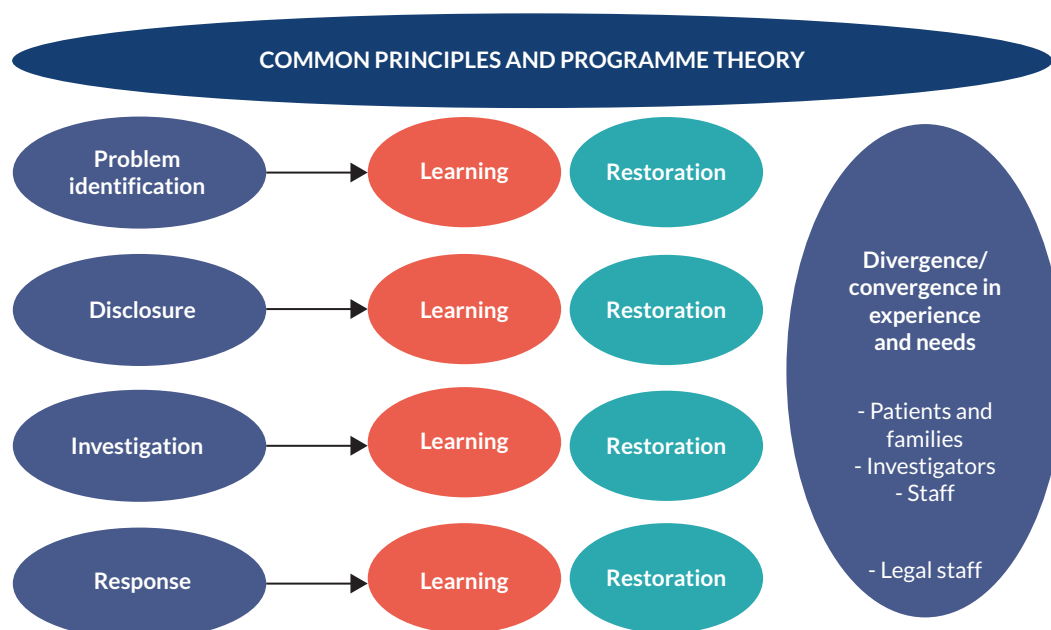 COMMON PRINCIPLES AND PROGRAMME THEORY
Problem
identification
Learning
Restoration
Disclosure
Learning
Restoration
Investigation
Learning
Restoration
Response
Learning
Restoration
Divergence/
convergence in
experience
and needs
- Patients and
families
- Investigators
- Staff
- Legal staff